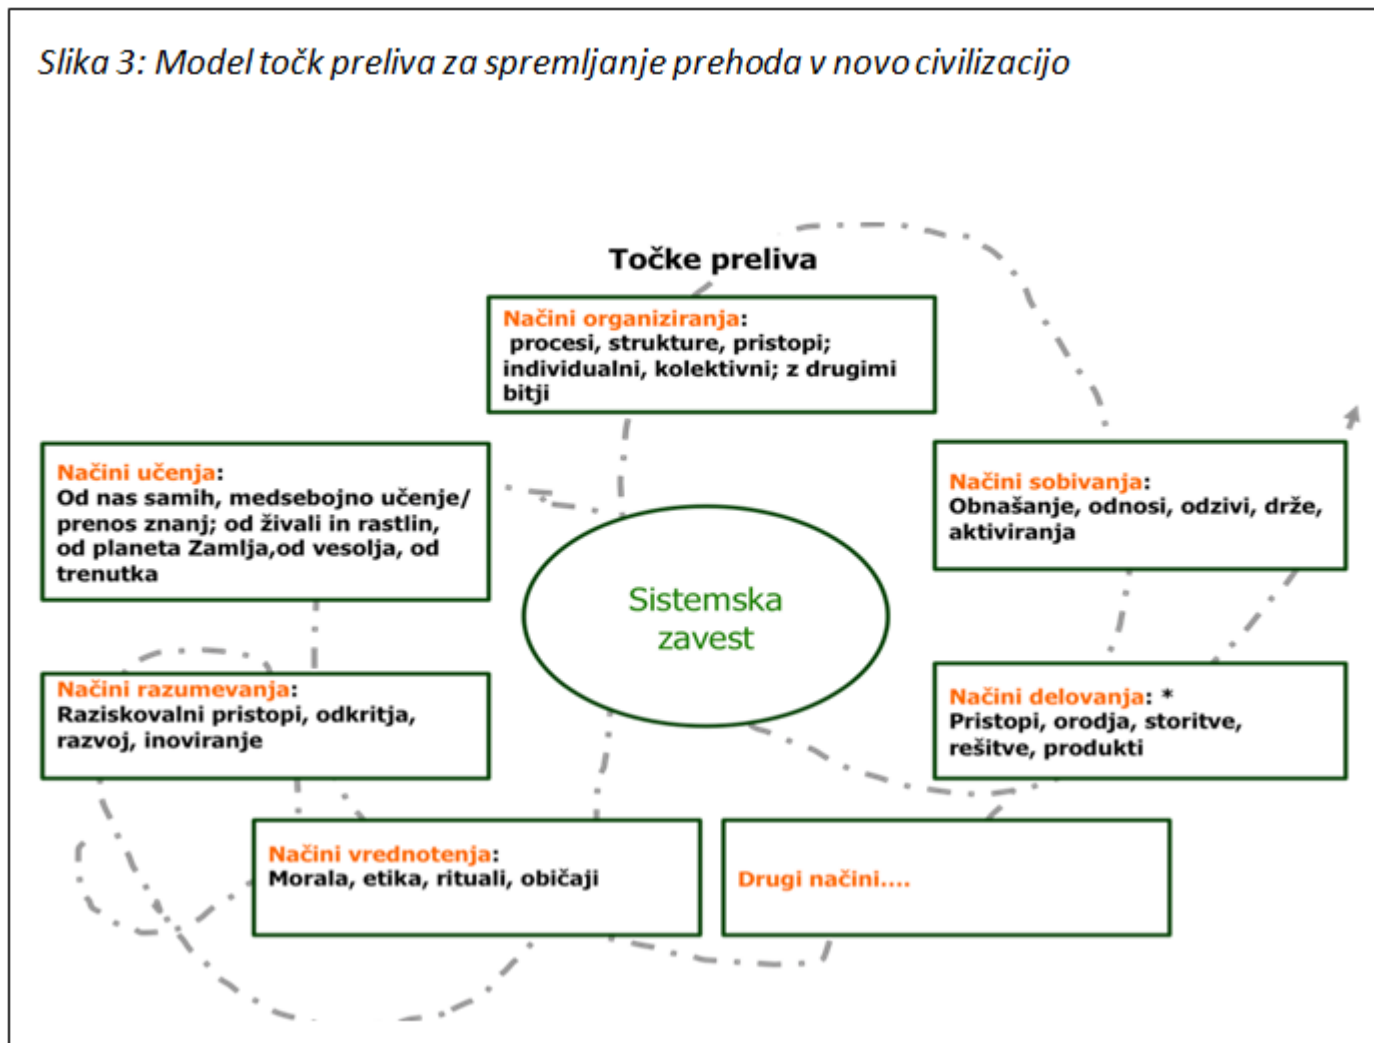 Slika 3: Model točk preliva za spremljanje prehoda v novo civilizacijo
Točke preliva
Načini organiziranja:
procesi, strukture, pristopi;
individualni, kolektivni; z drugimi
bitji
Načini učenja:
Od nas samih, medsebojno učenje/
prenos znanj; od živali in rastlin,
od planeta Zamlja,od vesolja, od
trenutka
Načini sobivanja:
Obnašanje, odnosi, odzivi, drže,
aktiviranja
Sistemska
zavest
Načini razumevanja:
Raziskovalni pristopi, odkritja,
razvoj, inoviranje
Načini delovanja: *
Pristopi, orodja, storitve,
rešitve, produkti
Načini vrednotenja:
Morala, etika, rituali, običaji
Drugi načini....